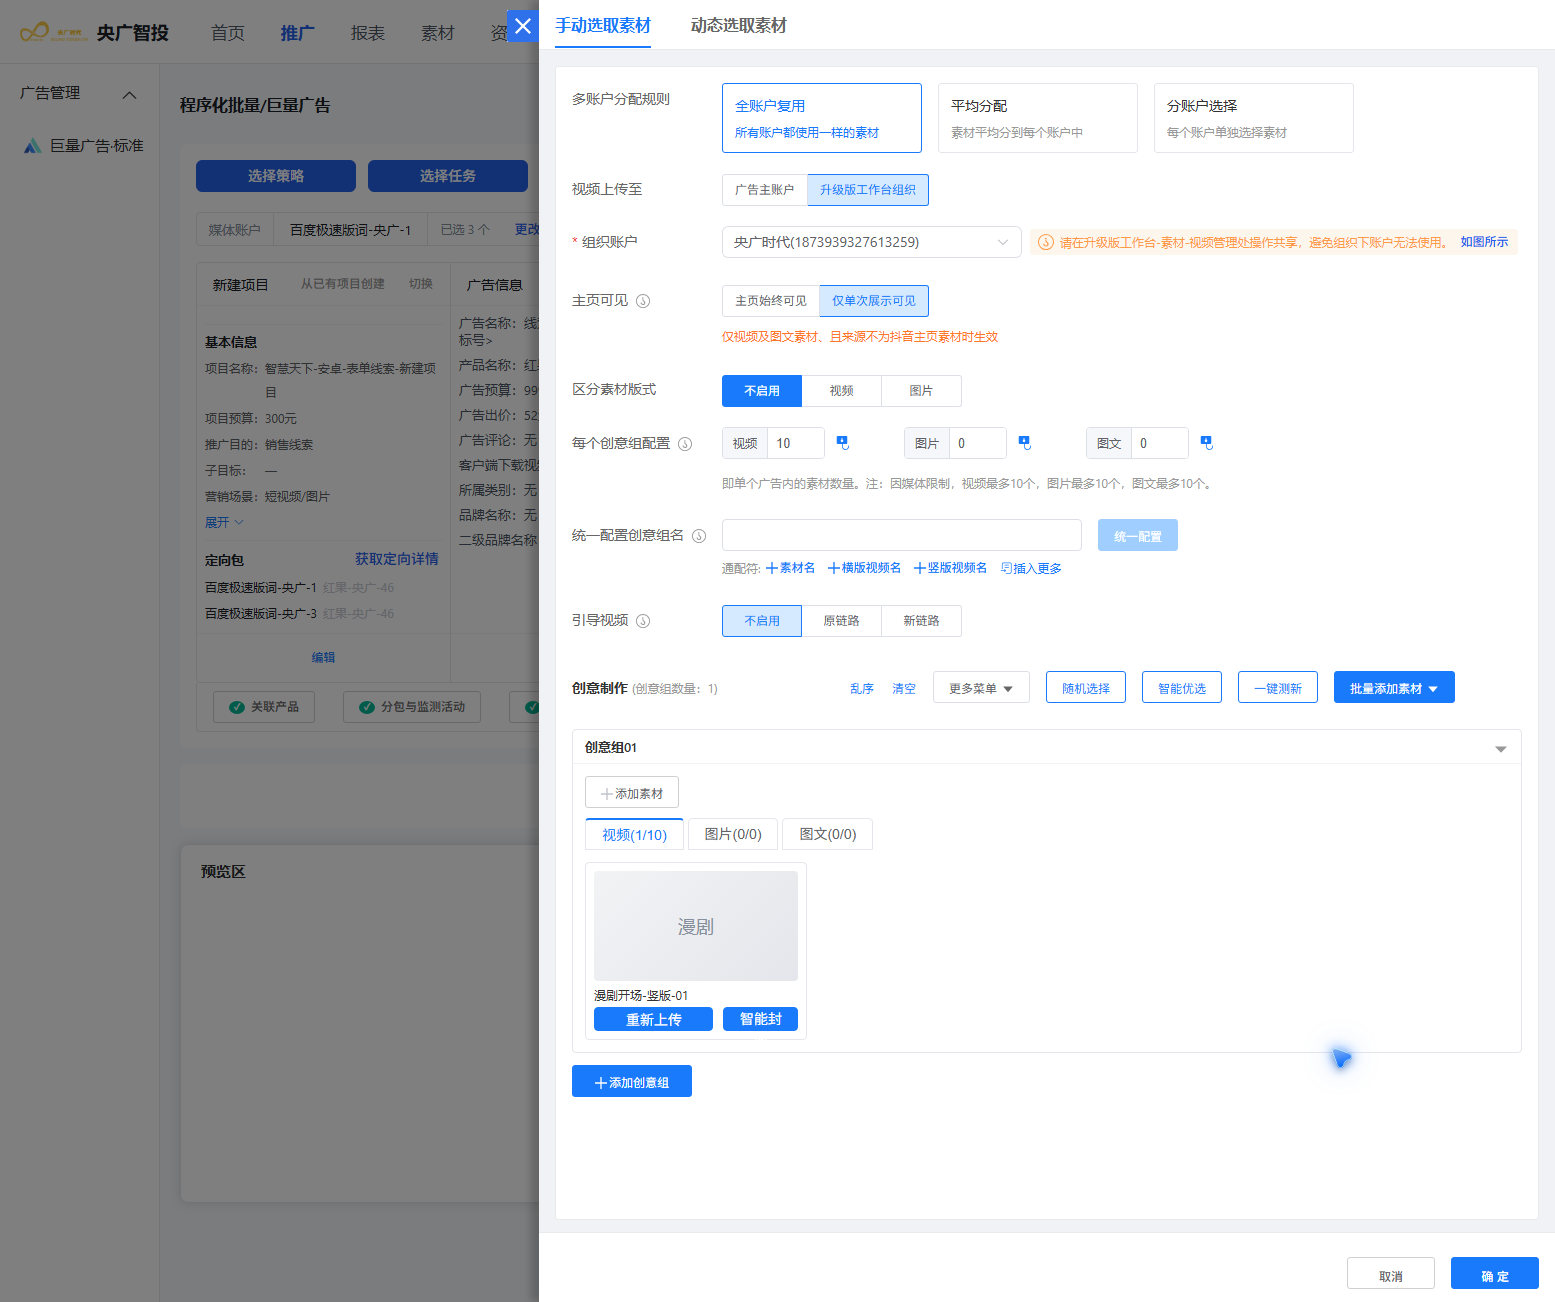 央广智投
首页
推广
报表
素材
资
手动选取素材
动态选取素材
广告管理
巨量广告·标准
程序化批量/巨量广告
选择策略
选择任务
媒体账户
百度极速版词-央广-1
已选 3 个
更改
新建项目
从已有项目创建
切换
广告信息
基本信息
项目名称：
智慧天下-安卓-表单线索-新建项
目
项目预算：
300元
推广目的：
销售线索
子目标：
—
营销场景：
短视频/图片
展开
定向包
获取定向详情
百度极速版词-央广-1 红果-央广-46
百度极速版词-央广-3 红果-央广-46
编辑
标号>
广告评论：无
所属类别：无
品牌名称：无
二级品牌名称
关联产品
分包与监测活动
预览区
多账户分配规则
全账户复用
所有账户都使用一样的素材
平均分配
素材平均分到每个账户中
分账户选择
每个账户单独选择素材
视频上传至
广告主账户
升级版工作台组织
* 组织账户
央广时代(1873939327613259)
请在升级版工作台-素材-视频管理处操作共享，避免组织下账户无法使用。
如图所示
主页可见
主页始终可见
仅单次展示可见
仅视频及图文素材、且来源不为抖音主页素材时生效
区分素材版式
不启用
视频
图片
每个创意组配置
视频
10
图片
0
图文
0
即单个广告内的素材数量。注：因媒体限制，视频最多10个，图片最多10个，图文最多10个。
统一配置创意组名
统一配置
通配符:
＋素材名
＋横版视频名
＋竖版视频名
插入更多
引导视频
不启用
原链路
新链路
创意制作 (创意组数量：1)
乱序
清空
更多菜单
随机选择
智能优选
一键测新
批量添加素材
创意组01
＋添加素材
视频(1/10)
图片(0/0)
图文(0/0)
漫剧
漫剧开场-竖版-01
重新上传
智能封
＋添加创意组
取消
确 定